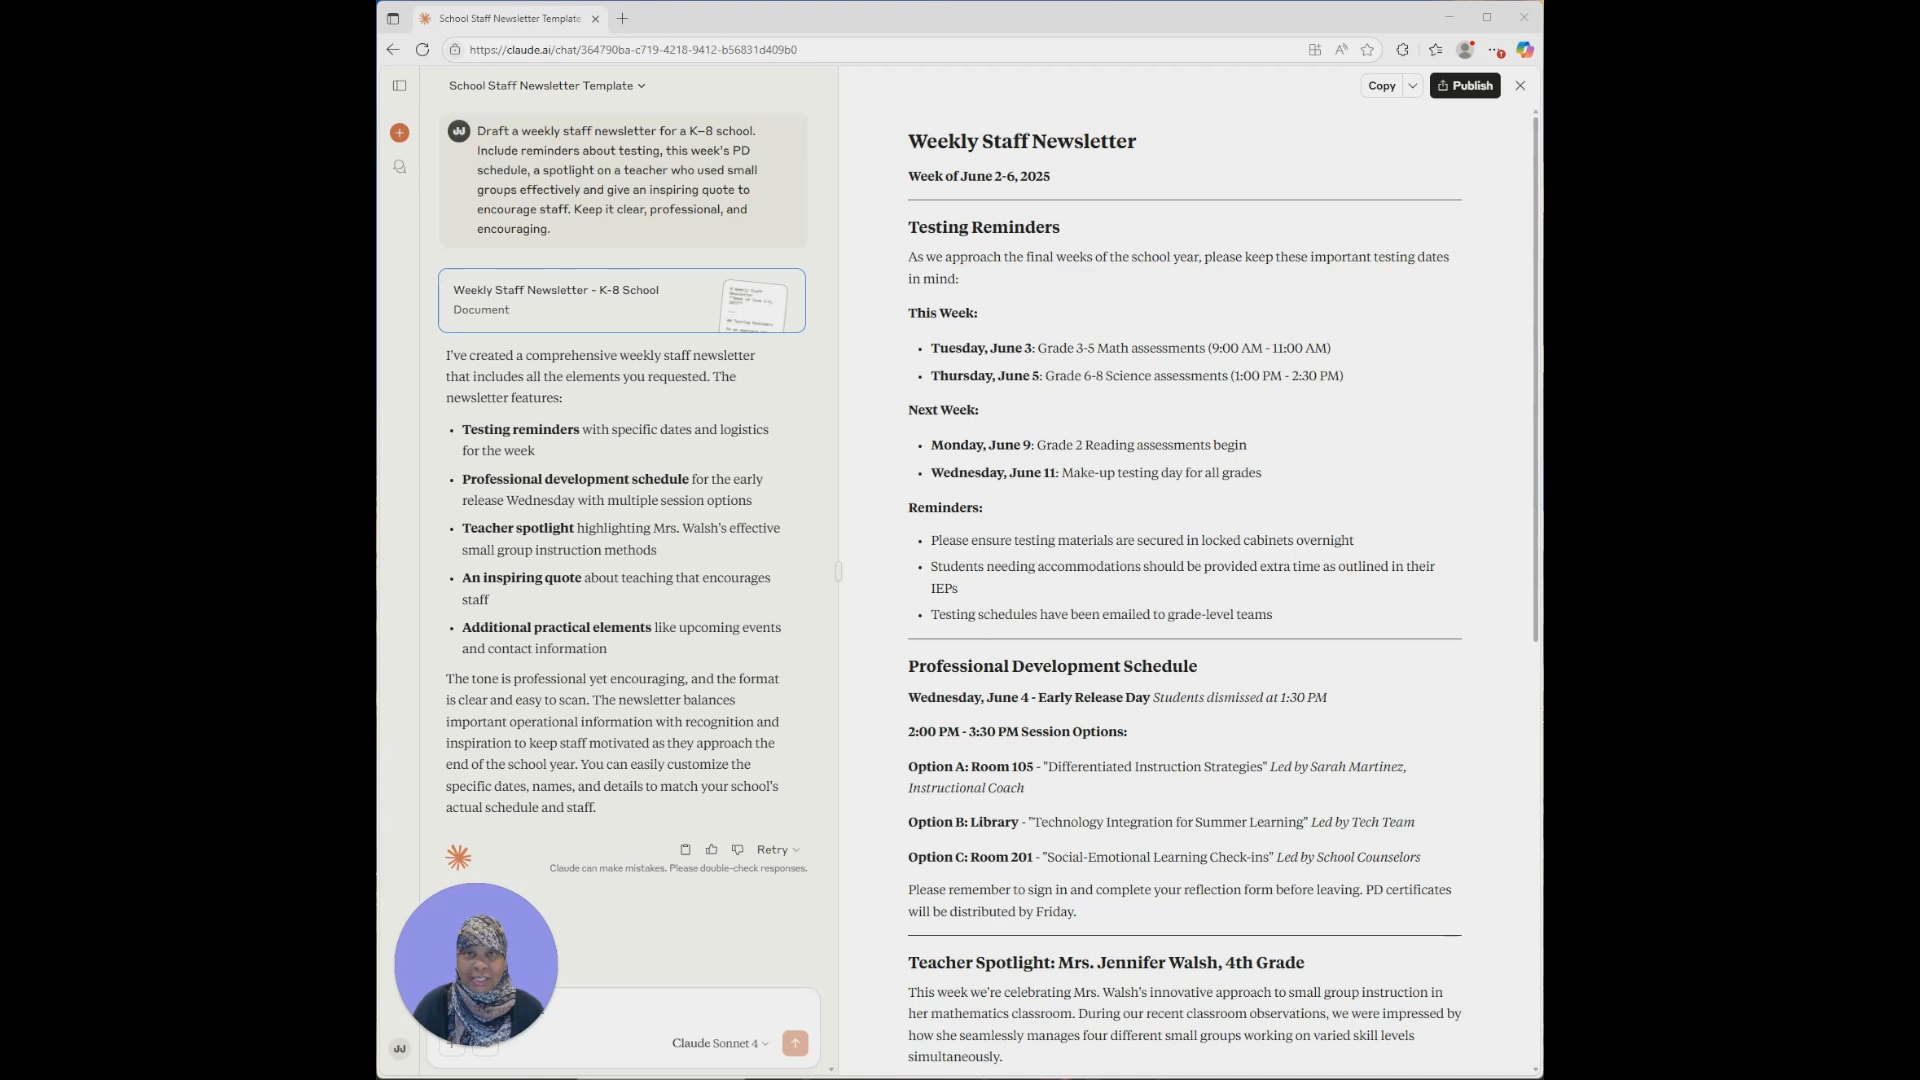 School Staff Newsletter Template
https://claude.ai/chat/364790ba-c719-4218-9412-b56831d409b0
School Staff Newsletter Template
JJ
Draft a weekly staff newsletter for a K–8 school.
Include reminders about testing, this week's PD
schedule, a spotlight on a teacher who used small
groups effectively and give an inspiring quote to
encourage staff. Keep it clear, professional, and
encouraging.
Weekly Staff Newsletter - K-8 School
Document
I've created a comprehensive weekly staff newsletter
that includes all the elements you requested. The
newsletter features:
• Testing reminders with specific dates and logistics
for the week
• Professional development schedule for the early
release Wednesday with multiple session options
• Teacher spotlight highlighting Mrs. Walsh's effective
small group instruction methods
• An inspiring quote about teaching that encourages
staff
• Additional practical elements like upcoming events
and contact information
The tone is professional yet encouraging, and the format
is clear and easy to scan. The newsletter balances
important operational information with recognition and
inspiration to keep staff motivated as they approach the
end of the school year. You can easily customize the
specific dates, names, and details to match your school's
actual schedule and staff.
Retry
Claude can make mistakes. Please double-check responses.
Claude Sonnet 4
JJ
Copy
Publish
Weekly Staff Newsletter
Week of June 2-6, 2025
Testing Reminders
As we approach the final weeks of the school year, please keep these important testing dates
in mind:
This Week:
• Tuesday, June 3: Grade 3-5 Math assessments (9:00 AM - 11:00 AM)
• Thursday, June 5: Grade 6-8 Science assessments (1:00 PM - 2:30 PM)
Next Week:
• Monday, June 9: Grade 2 Reading assessments begin
• Wednesday, June 11: Make-up testing day for all grades
Reminders:
• Please ensure testing materials are secured in locked cabinets overnight
• Students needing accommodations should be provided extra time as outlined in their
IEPs
• Testing schedules have been emailed to grade-level teams
Professional Development Schedule
Wednesday, June 4 - Early Release Day Students dismissed at 1:30 PM
2:00 PM - 3:30 PM Session Options:
Option A: Room 105 - "Differentiated Instruction Strategies" Led by Sarah Martinez,
Instructional Coach
Option B: Library - "Technology Integration for Summer Learning" Led by Tech Team
Option C: Room 201 - "Social-Emotional Learning Check-ins" Led by School Counselors
Please remember to sign in and complete your reflection form before leaving. PD certificates
will be distributed by Friday.
Teacher Spotlight: Mrs. Jennifer Walsh, 4th Grade
This week we're celebrating Mrs. Walsh's innovative approach to small group instruction in
her mathematics classroom. During our recent classroom observations, we were impressed by
how she seamlessly manages four different small groups working on varied skill levels
simultaneously.